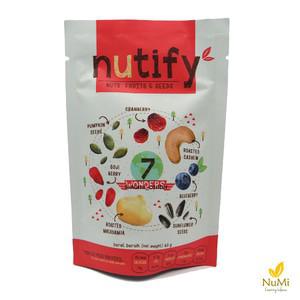 nutify
NUTS, FRUITS & SEEDS
CRANBERRY
PUMPKIN
SEEDS
ROASTED
CASHEW
GOJI
BERRY
7
WONDERS
BLUEBERRY
ROASTED
MACADAMIA
SUNFLOWER
SEEDS
Berat Bersih (net weight) 65 g
NuMi